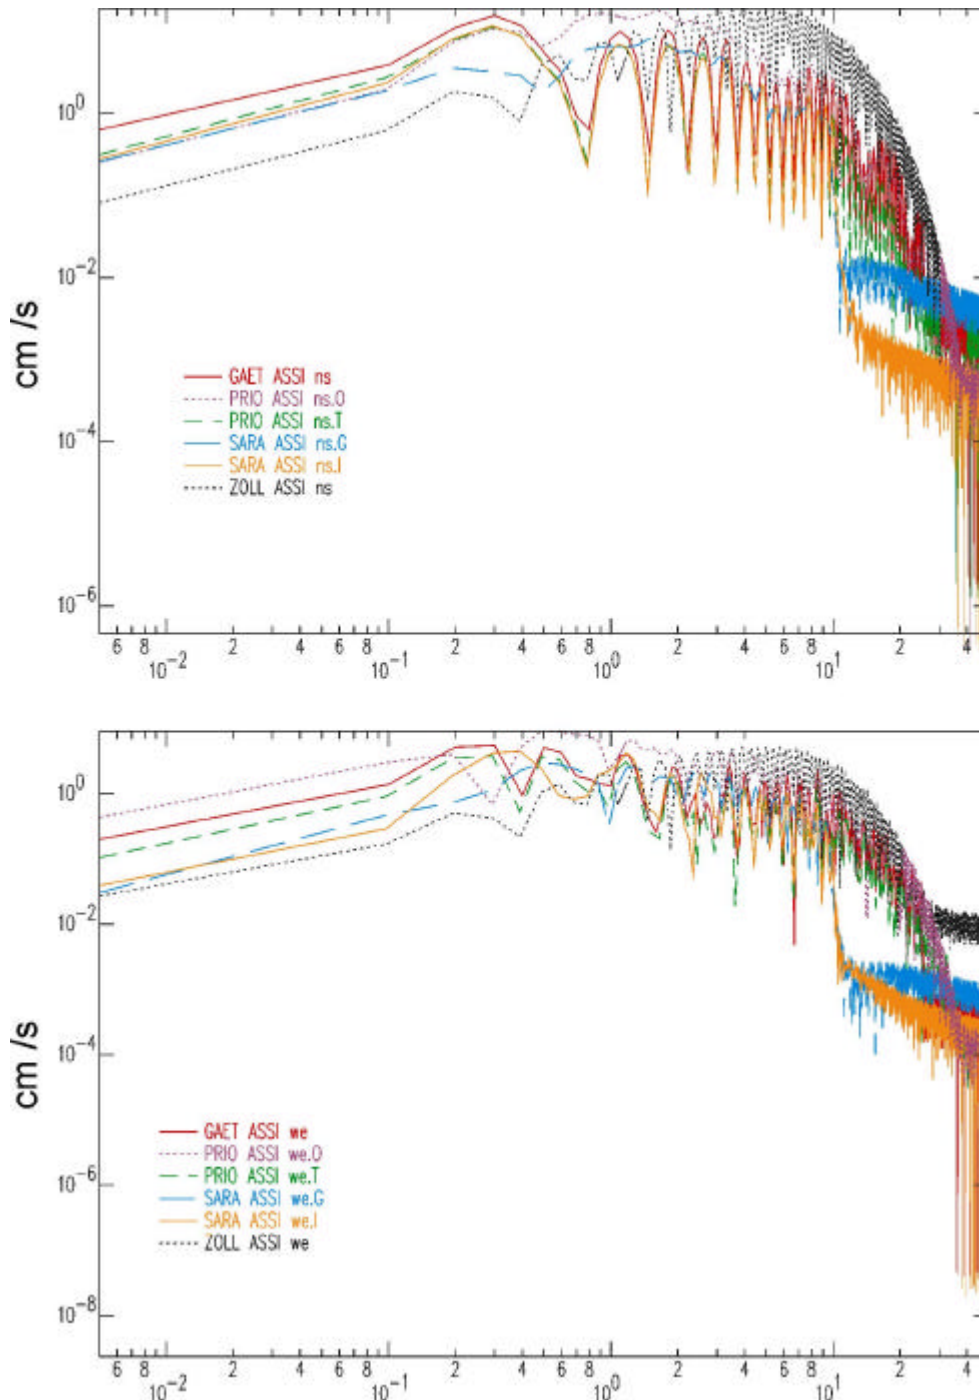 10^0
10^-2
cm /s
GAET ASSI ns
PRIO ASSI ns.O
PRIO ASSI ns.T
SARA ASSI ns.G
SARA ASSI ns.I
ZOLL ASSI ns
10^-4
10^-6
6 8 2 4 6 8 2 4 6 8 2 4 6 8 2 4
10^-2 10^-1 10^0 10^1
10^0
10^-2
cm /s
10^-4
GAET ASSI we
PRIO ASSI we.O
PRIO ASSI we.T
SARA ASSI we.G
SARA ASSI we.I
ZOLL ASSI we
10^-6
10^-8
6 8 2 4 6 8 2 4 6 8 2 4 6 8 2 4
10^-2 10^-1 10^0 10^1